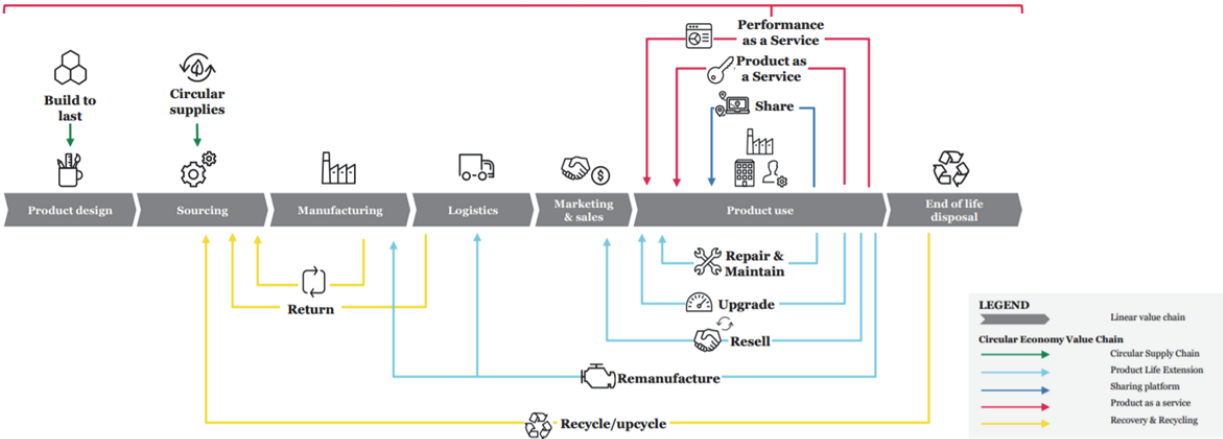 Performance
as a Service
Product as
a Service
Share
Build to
last
Circular
supplies
$
Product design
Sourcing
Manufacturing
Logistics
Marketing
& sales
Product use
End of life
disposal
Repair &
Maintain
Return
Upgrade
Resell
Remanufacture
Recycle/upcycle
LEGEND
Linear value chain
Circular Economy Value Chain
Circular Supply Chain
Product Life Extension
Sharing platform
Product as a service
Recovery & Recycling